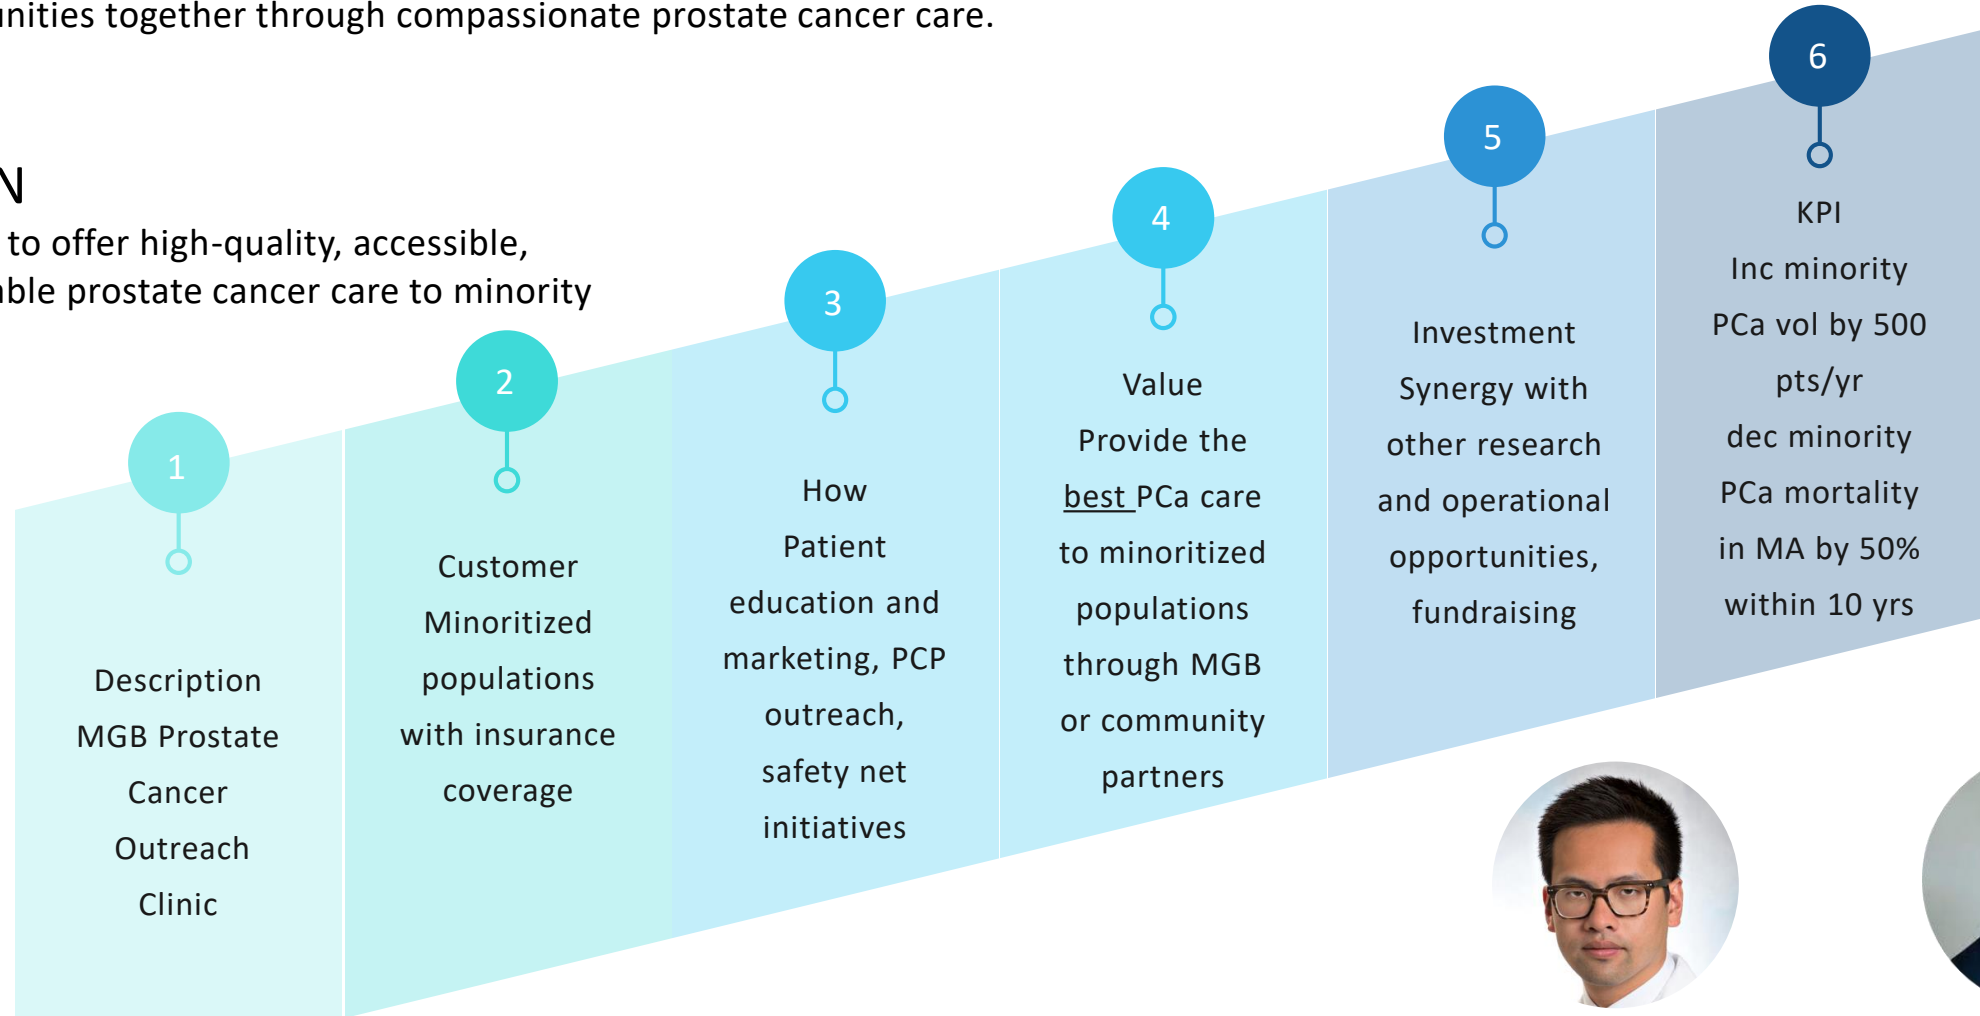 together through compassionate prostate cancer care.
N
to offer high-quality, accessible,
prostate cancer care to minority
1
Description
MGB Prostate
Cancer
Outreach
Clinic
2
Customer
Minoritized
populations
with insurance
coverage
3
How
Patient
education and
marketing, PCP
outreach,
safety net
initiatives
4
Value
Provide the
best PCa care
to minoritized
populations
through MGB
or community
partners
5
Investment
Synergy with
other research
and operational
opportunities,
fundraising
6
KPI
Inc minority
PCa vol by 500
pts/yr
dec minority
PCa mortality
in MA by 50%
within 10 yrs